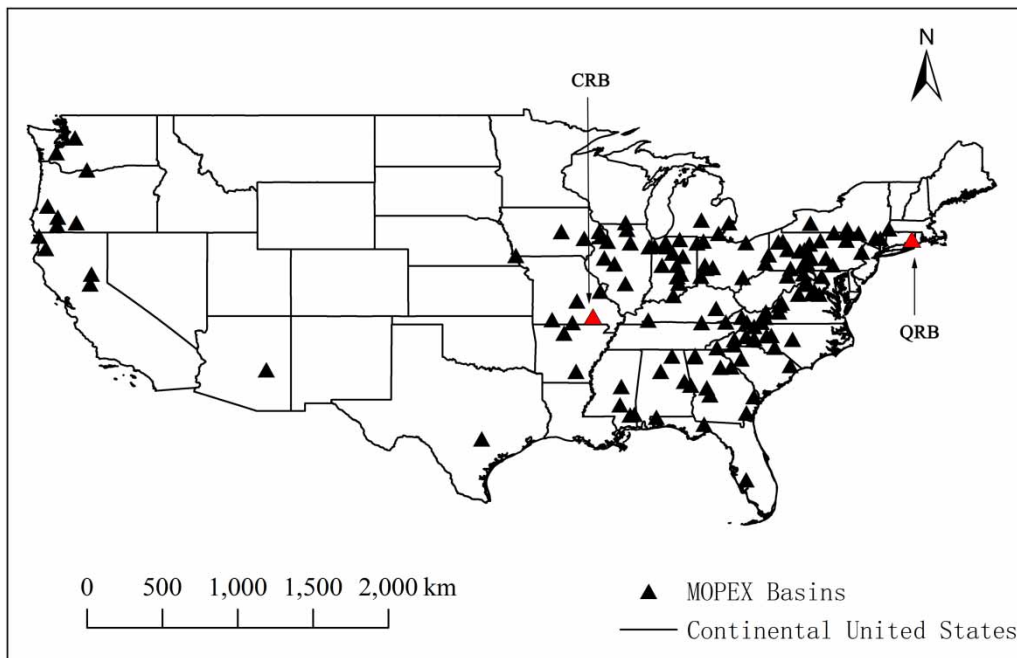 N
CRB
QRB
0 500 1,000 1,500 2,000 km
MOPEX Basins
Continental United States